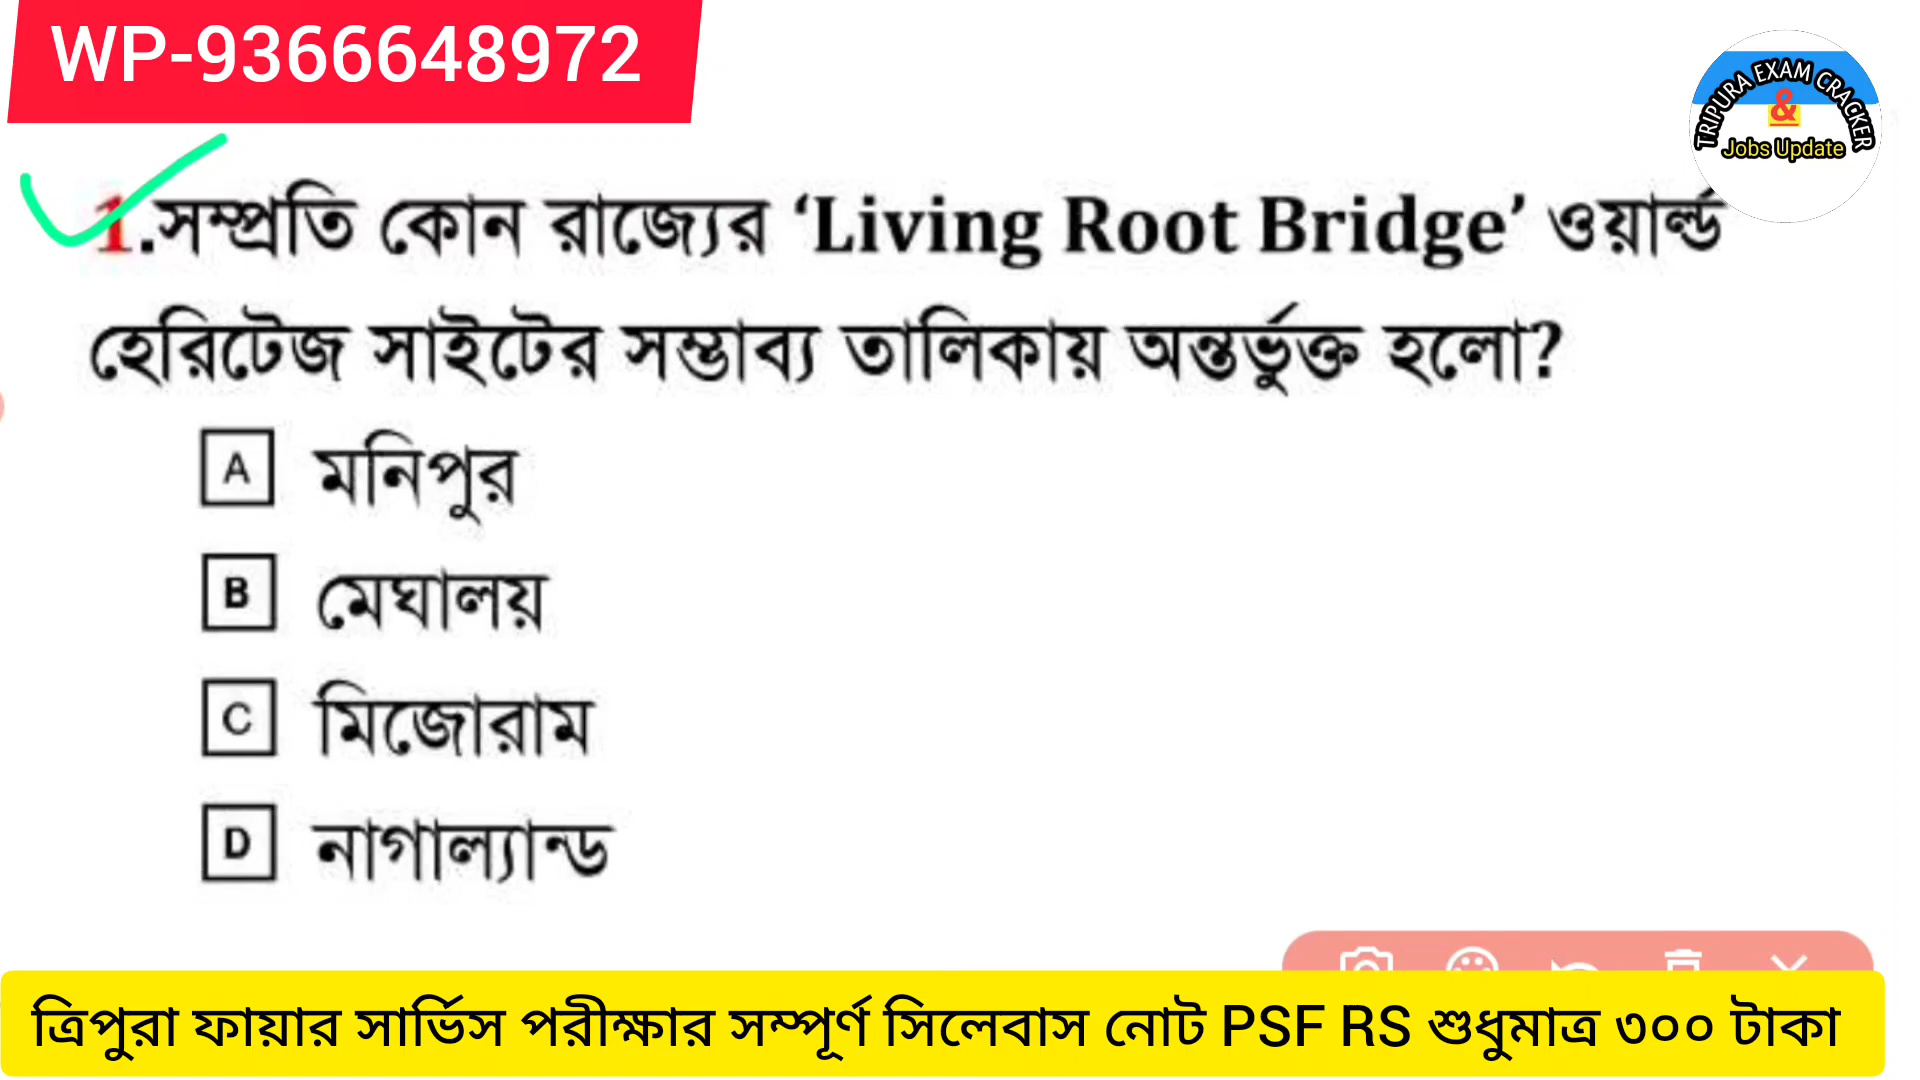 WP-9366648972
TRIPURA EXAM CRACKER
&
Jobs Update
1.সম্প্রতি কোন রাজ্যের ‘Living Root Bridge’ ওয়ার্ল্ড
হেরিটেজ সাইটের সম্ভাব্য তালিকায় অন্তর্ভুক্ত হলো?
A মনিপুর
B মেঘালয়
C মিজোরাম
D নাগাল্যান্ড
ত্রিপুরা ফায়ার সার্ভিস পরীক্ষার সম্পূর্ণ সিলেবাস নোট PSF RS শুধুমাত্র ৩০০ টাকা